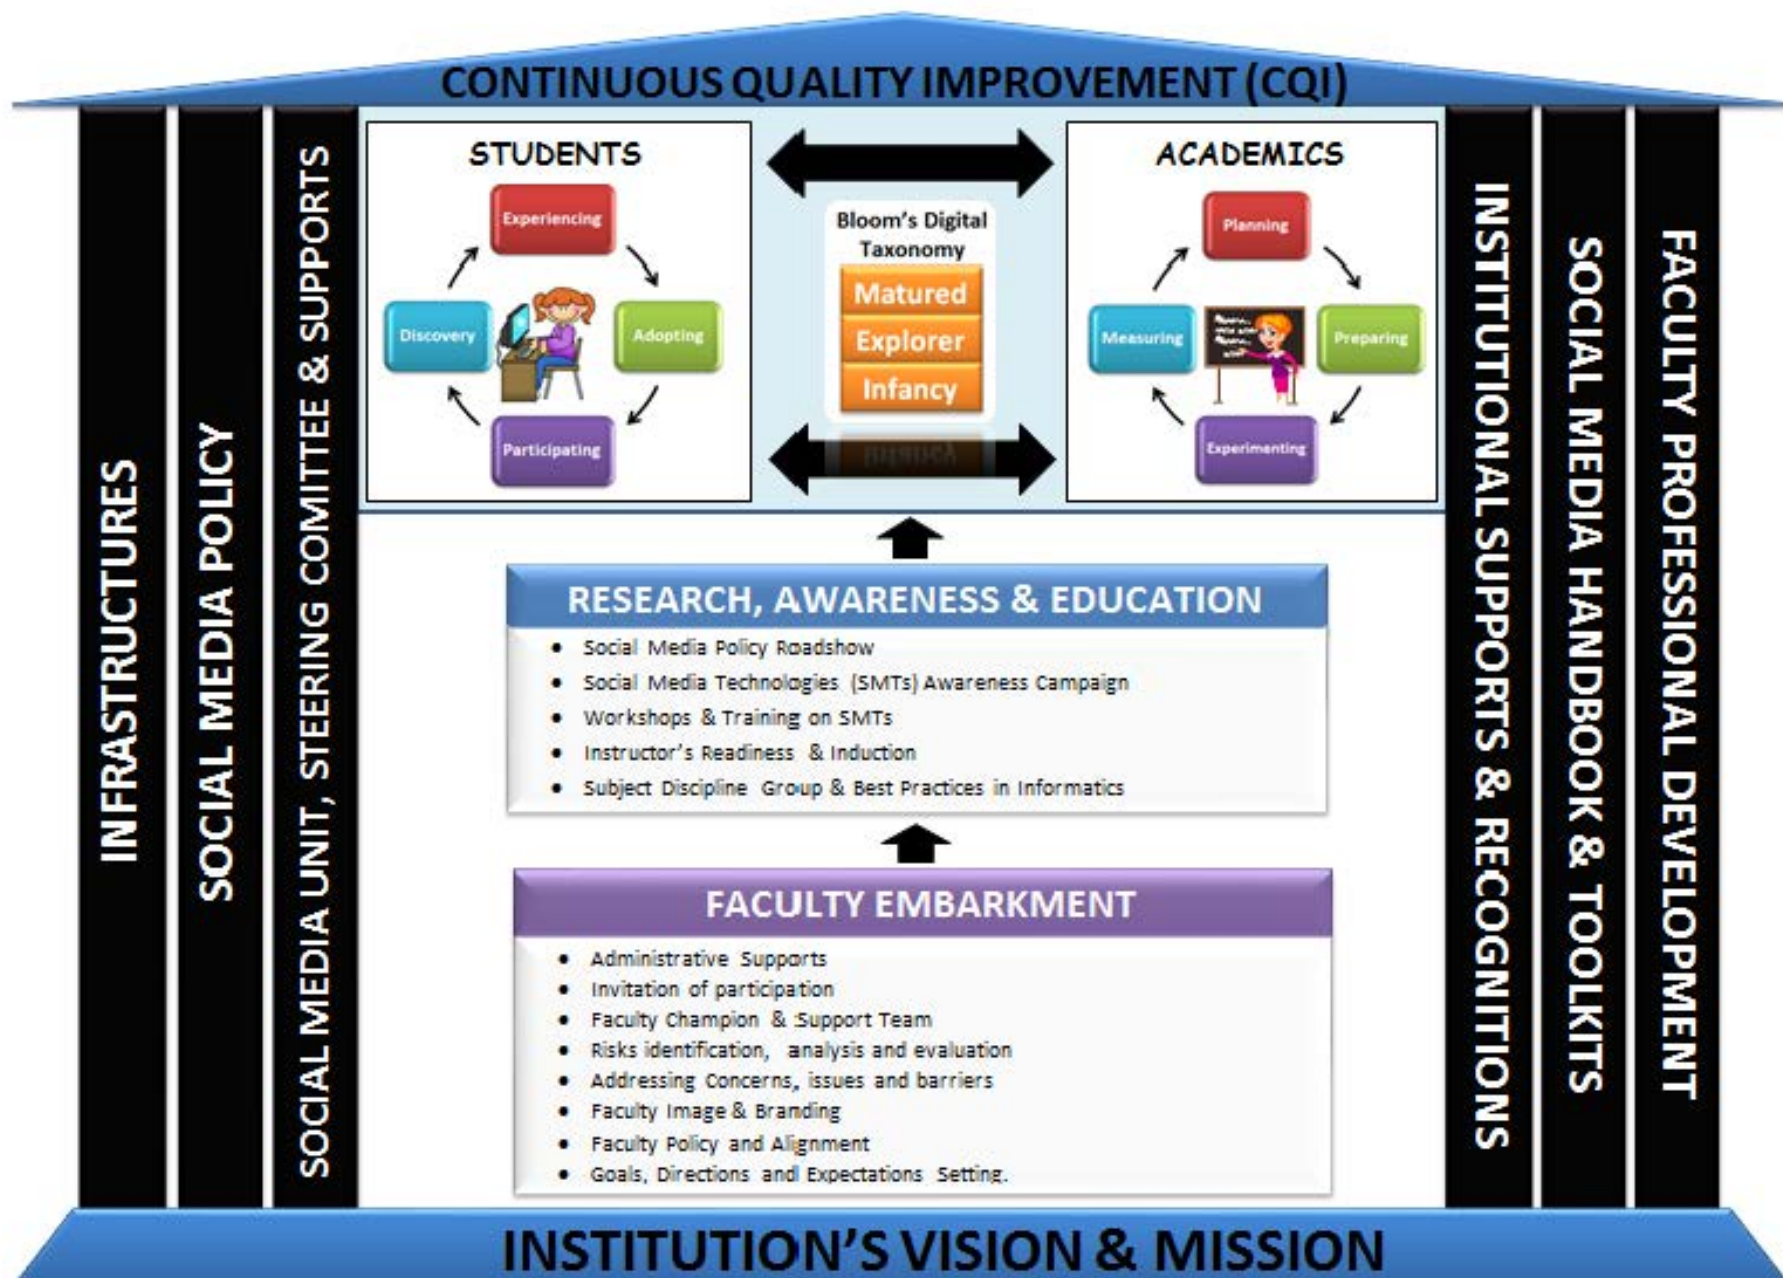 CONTINUOUS QUALITY IMPROVEMENT (CQI)
INFRASTRUCTURES
SOCIAL MEDIA POLICY
SOCIAL MEDIA UNIT, STEERING COMITTEE & SUPPORTS
STUDENTS
Experiencing
Discovery
Adopting
Participating
Bloom's Digital
Taxonomy
Matured
Explorer
Infancy
ACADEMICS
Planning
Measuring
Preparing
Experimenting
RESEARCH, AWARENESS & EDUCATION
• Social Media Policy Roadshow
• Social Media Technologies (SMTs) Awareness Campaign
• Workshops & Training on SMTs
• Instructor's Readiness & Induction
• Subject Discipline Group & Best Practices in Informatics
FACULTY EMBARKMENT
• Administrative Supports
• Invitation of participation
• Faculty Champion & Support Team
• Risks identification, analysis and evaluation
• Addressing Concerns, issues and barriers
• Faculty Image & Branding
• Faculty Policy and Alignment
• Goals, Directions and Expectations Setting.
INSTITUTIONAL SUPPORTS & RECOGNITIONS
SOCIAL MEDIA HANDBOOK & TOOLKITS
FACULTY PROFESSIONAL DEVELOPMENT
INSTITUTION'S VISION & MISSION